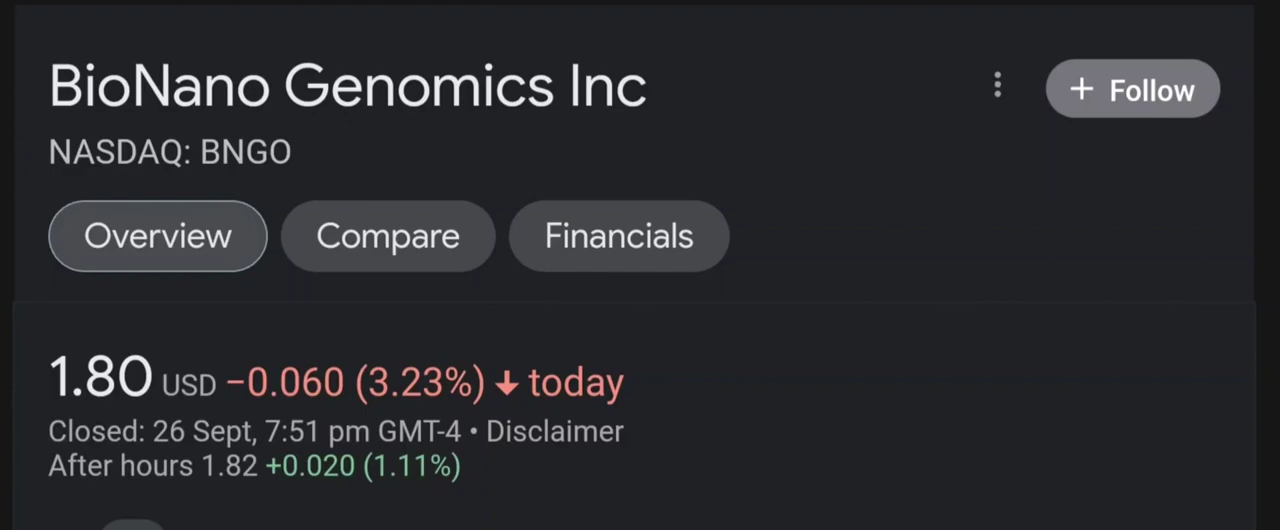 BioNano Genomics Inc
+ Follow
NASDAQ: BNGO
Overview
Compare
Financials
1.80 USD −0.060 (3.23%) ↓ today
Closed: 26 Sept, 7:51 pm GMT-4 • Disclaimer
After hours 1.82 +0.020 (1.11%)